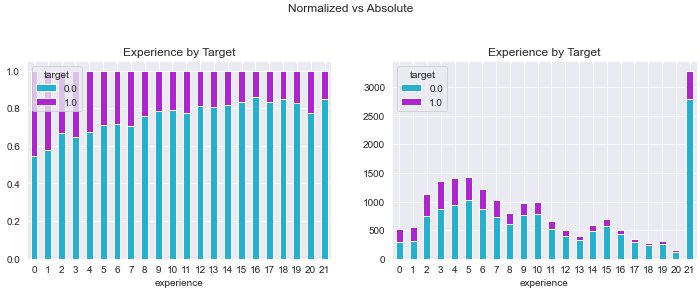 Normalized vs Absolute
Experience by Target
target
0.0
1.0
1.0
0.8
0.6
0.4
0.2
0.0
0 1 2 3 4 5 6 7 8 9 10 11 12 13 14 15 16 17 18 19 20 21
experience
Experience by Target
target
0.0
1.0
3000
2500
2000
1500
1000
500
0
0 1 2 3 4 5 6 7 8 9 10 11 12 13 14 15 16 17 18 19 20 21
experience